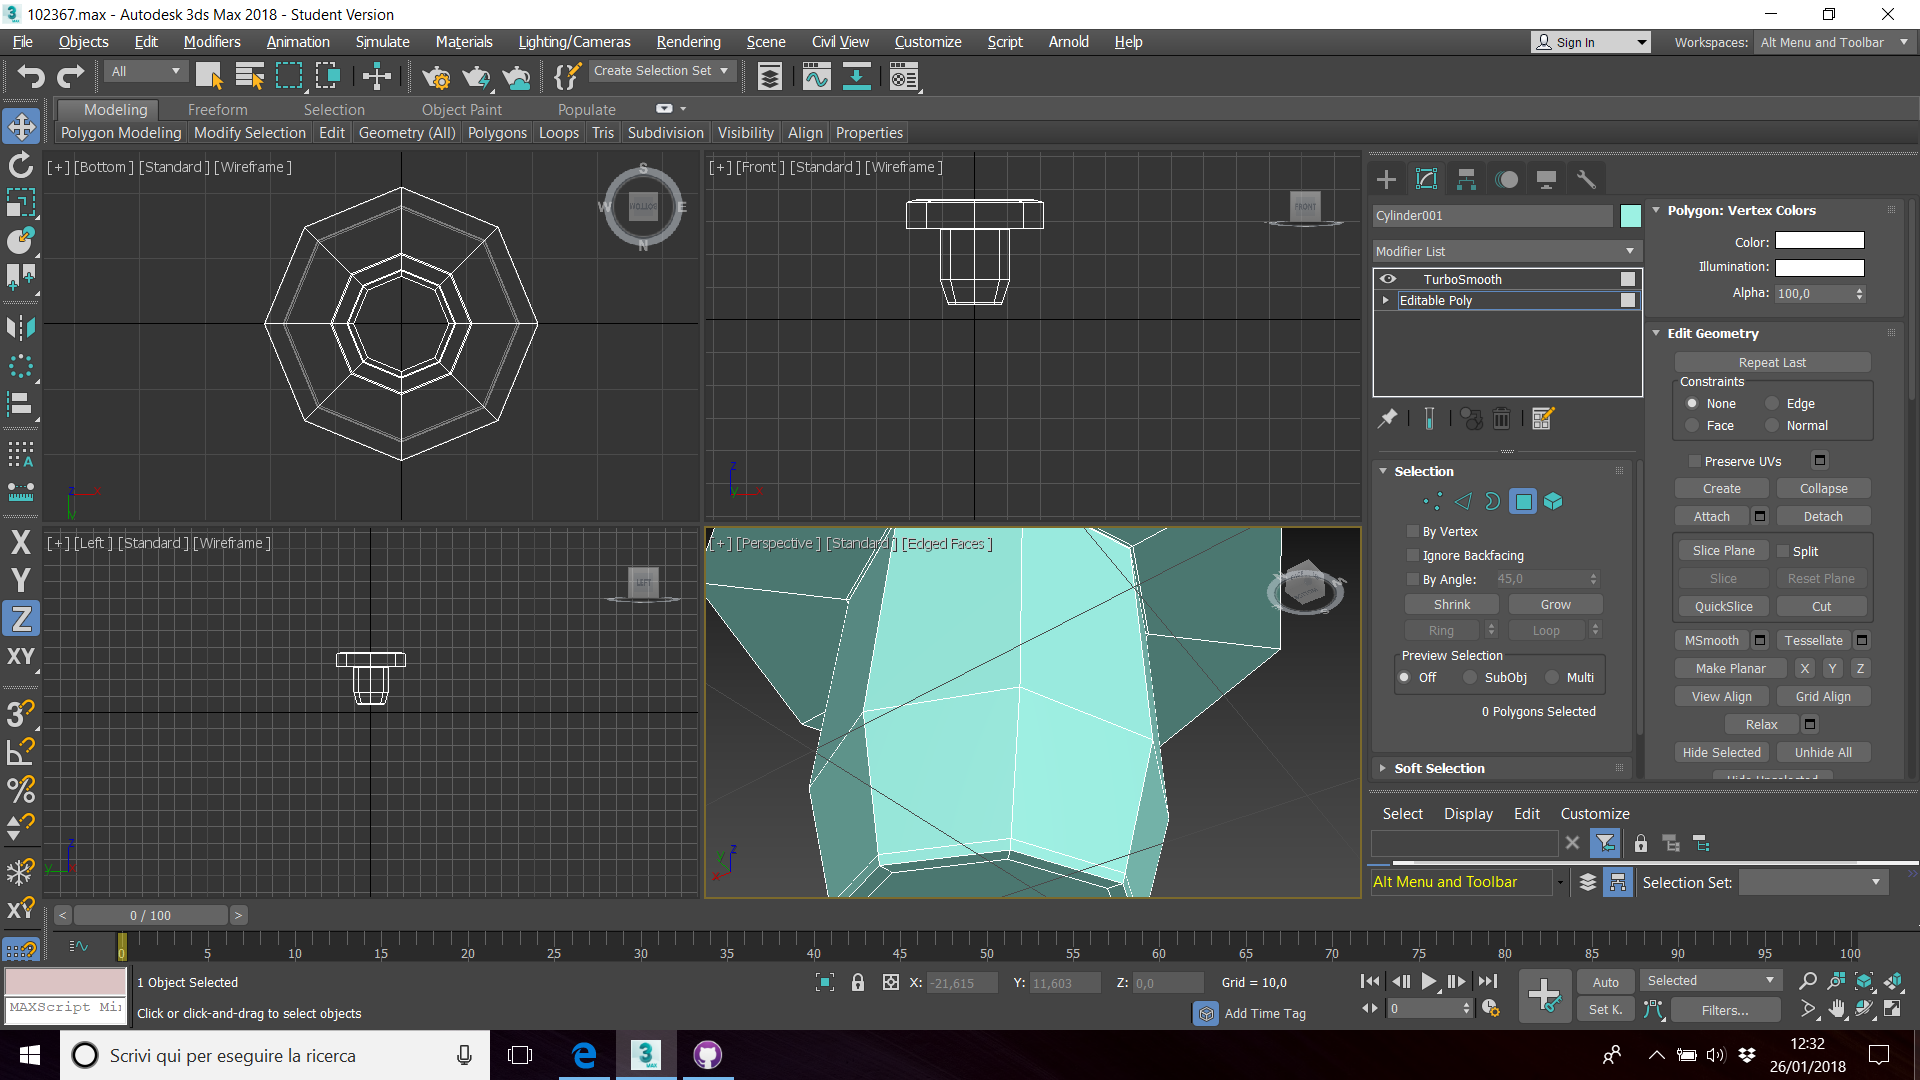 102367.max - Autodesk 3ds Max 2018 - Student Version
File Objects Edit Modifiers Animation Simulate Materials Lighting/Cameras Rendering Scene Civil View Customize Script Arnold Help Sign In Workspaces: Alt Menu and Toolbar
All Create Selection Set
Modeling Freeform Selection Object Paint Populate
Polygon Modeling Modify Selection Edit Geometry (All) Polygons Loops Tris Subdivision Visibility Align Properties
[+] [Bottom] [Standard] [Wireframe]
S
W E
N
BOTTOM
[+] [Front] [Standard] [Wireframe]
FRONT
[+] [Left] [Standard] [Wireframe]
LEFT
[+] [Perspective] [Standard] [Edged Faces]
X
Y
Z
XY
Cylinder001
Modifier List
TurboSmooth
Editable Poly
Selection
By Vertex
Ignore Backfacing
By Angle: 45,0
Shrink Grow
Ring Loop
Preview Selection
Off SubObj Multi
0 Polygons Selected
Soft Selection
Polygon: Vertex Colors
Color:
Illumination:
Alpha: 100,0
Edit Geometry
Repeat Last
Constraints
None Edge
Face Normal
Preserve UVs
Create Collapse
Attach Detach
Slice Plane Split
Slice Reset Plane
QuickSlice Cut
MSmooth Tessellate
Make Planar X Y Z
View Align Grid Align
Relax
Hide Selected Unhide All
Hide Unselected
Select Display Edit Customize
Alt Menu and Toolbar Selection Set:
< 0 / 100 >
0 5 10 15 20 25 30 35 40 45 50 55 60 65 70 75 80 85 90 95 100
1 Object Selected X: -21,615 Y: 11,603 Z: 0,0 Grid = 10,0 Auto Selected
MAXScript Mi
Click or click-and-drag to select objects Add Time Tag 0 Set K. Filters...
Scrivi qui per eseguire la ricerca
3
MAX
12:32
26/01/2018